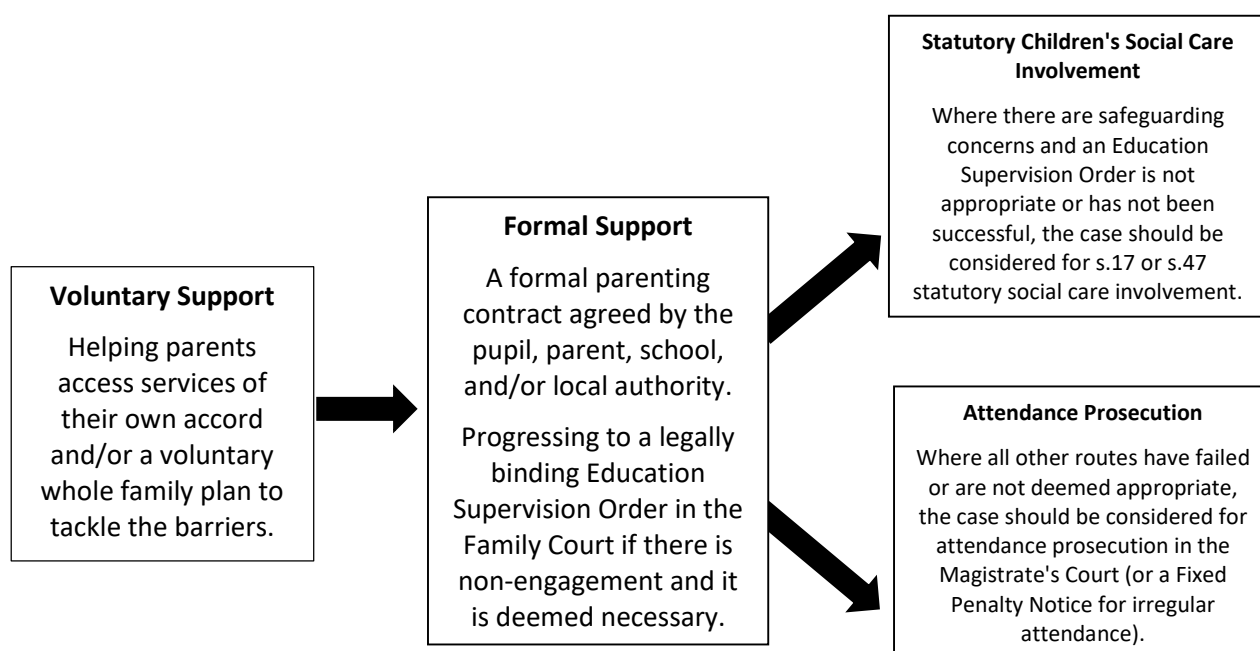 Voluntary Support
Helping parents
access services of
their own accord
and/or a voluntary
whole family plan to
tackle the barriers.
Formal Support
A formal parenting
contract agreed by the
pupil, parent, school,
and/or local authority.
Progressing to a legally
binding Education
Supervision Order in the
Family Court if there is
non-engagement and it
is deemed necessary.
Statutory Children's Social Care
Involvement
Where there are safeguarding
concerns and an Education
Supervision Order is not
appropriate or has not been
successful, the case should be
considered for s.17 or s.47
statutory social care involvement.
Attendance Prosecution
Where all other routes have failed
or are not deemed appropriate,
the case should be considered for
attendance prosecution in the
Magistrate's Court (or a Fixed
Penalty Notice for irregular
attendance).